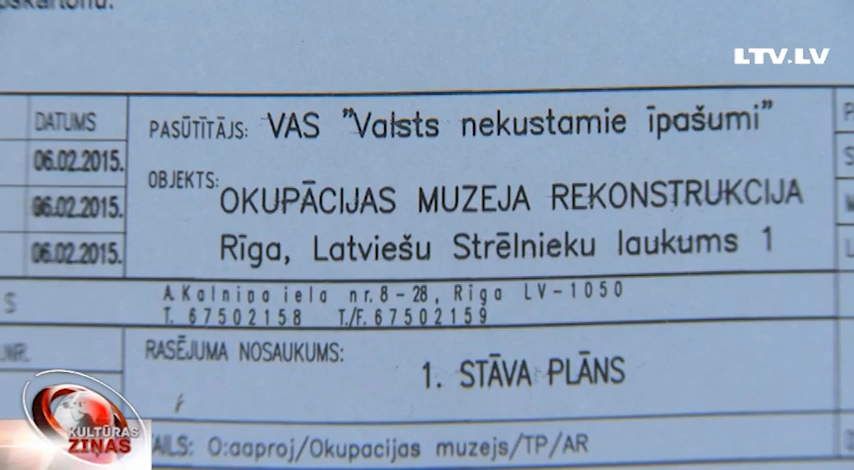 LTV.LV
DATUMS
06.02.2015.
06.02.2015.
06.02.2015.
PASŪTĪTĀJS: VAS "Valsts nekustamie īpašumi"
OBJEKTS: OKUPĀCIJAS MUZEJA REKONSTRUKCIJA
Rīga, Latviešu Strēlnieku laukums 1
A.Kalniņa iela nr.8-28, Rīga LV-1050
T. 67502158 T./F.67502159
RASĒJUMA NOSAUKUMS:
1. STĀVA PLĀNS
O:aaproj/Okupacijas muzejs/TP/AR
KULTŪRAS
ZIŅAS